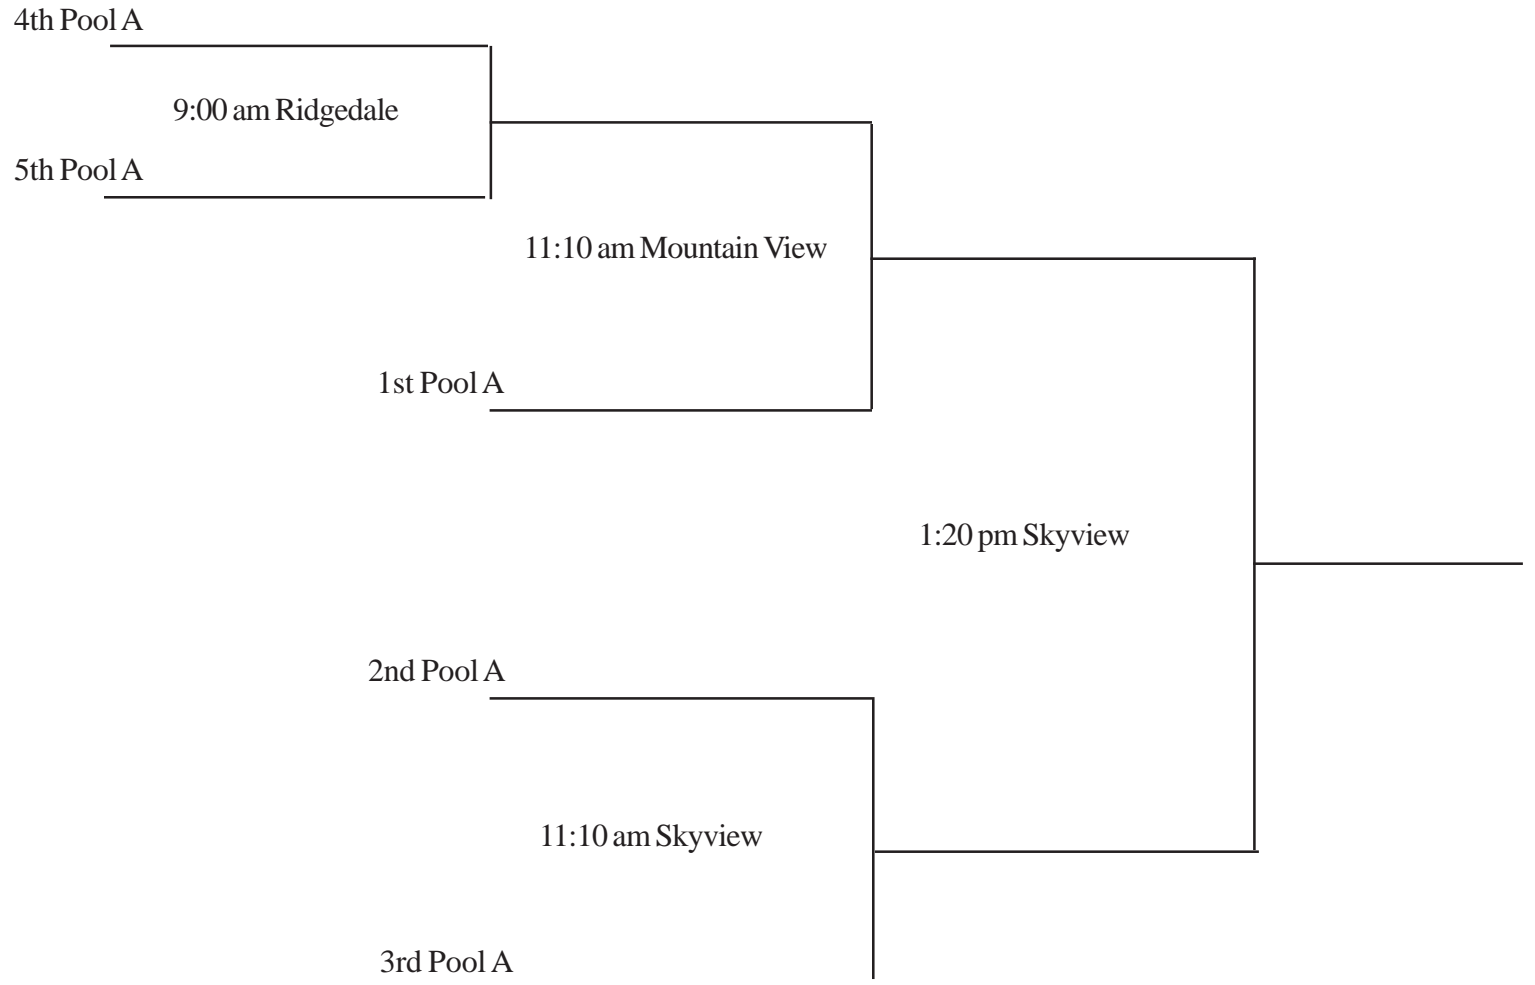 4th Pool A
9:00 am Ridgedale
5th Pool A
11:10 am Mountain View
1st Pool A
1:20 pm Skyview
2nd Pool A
11:10 am Skyview
3rd Pool A